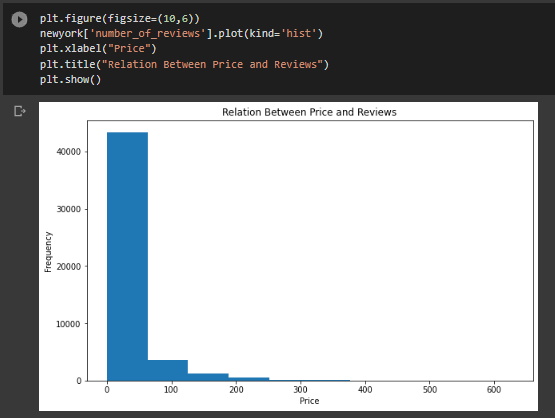 plt.figure(figsize=(10,6))
newyork['number_of_reviews'].plot(kind='hist')
plt.xlabel("Price")
plt.title("Relation Between Price and Reviews")
plt.show()
Relation Between Price and Reviews
40000
30000
20000
10000
0
Frequency
0 100 200 300 400 500 600
Price